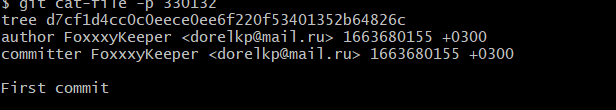 $ git cat-file -p 330132
tree d7cf1d4cc0c0eece0ee6f220f53401352b64826c
author FoxxxyKeeper <dorelkp@mail.ru> 1663680155 +0300
committer FoxxxyKeeper <dorelkp@mail.ru> 1663680155 +0300
First commit